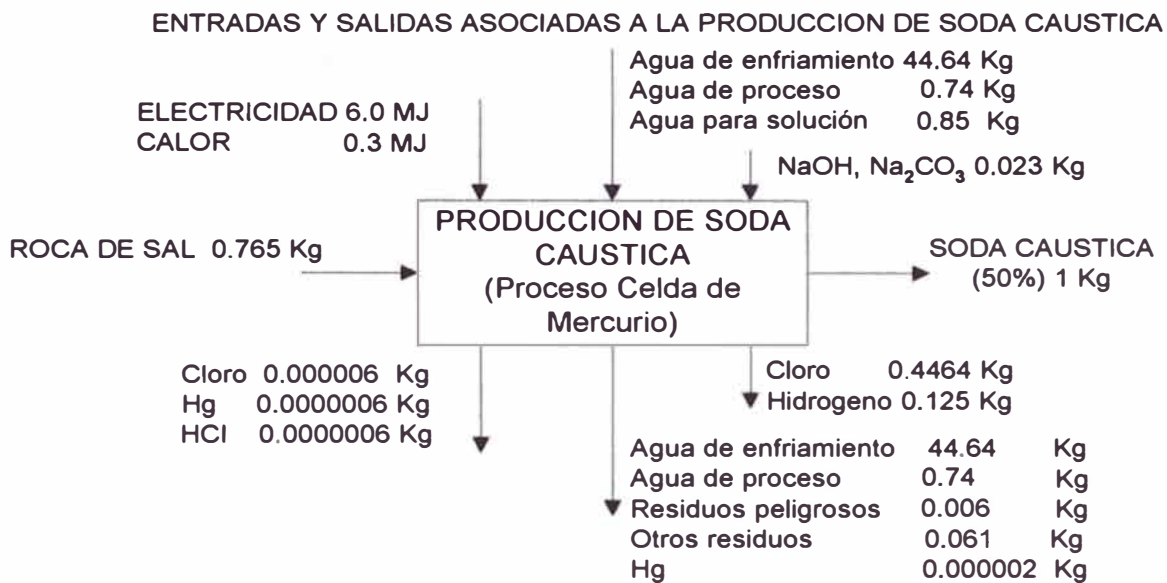 ENTRADAS Y SALIDAS ASOCIADAS A LA PRODUCCION DE SODA CAUSTICA
Agua de enfriamiento 44.64 Kg
Agua de proceso 0.74 Kg
Agua para solución 0.85 Kg
ELECTRICIDAD 6.0 MJ
CALOR 0.3 MJ
NaOH, Na₂CO₃ 0.023 Kg
ROCA DE SAL 0.765 Kg
PRODUCCION DE SODA
CAUSTICA
(Proceso Celda de
Mercurio)
SODA CAUSTICA
(50%) 1 Kg
Cloro 0.000006 Kg
Hg 0.0000006 Kg
HCl 0.0000006 Kg
Cloro 0.4464 Kg
Hidrogeno 0.125 Kg
Agua de enfriamiento 44.64 Kg
Agua de proceso 0.74 Kg
Residuos peligrosos 0.006 Kg
Otros residuos 0.061 Kg
Hg 0.000002 Kg